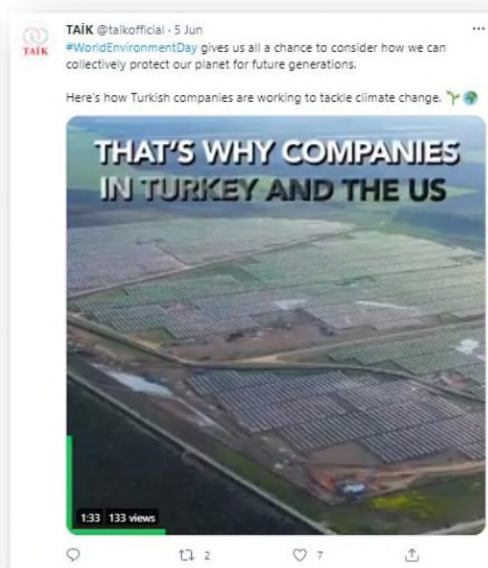 TAİK @taikofficial · 5 Jun
TAİK
#WorldEnvironmentDay gives us all a chance to consider how we can
collectively protect our planet for future generations.
Here's how Turkish companies are working to tackle climate change.
THAT'S WHY COMPANIES
IN TURKEY AND THE US
1:33 133 views
2 7